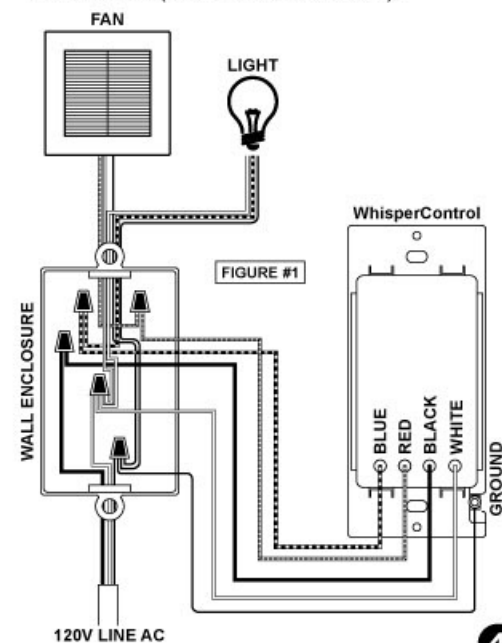 FAN
LIGHT
WhisperControl
FIGURE #1
WALL ENCLOSURE
BLUE
RED
BLACK
WHITE
GROUND
120V LINE AC